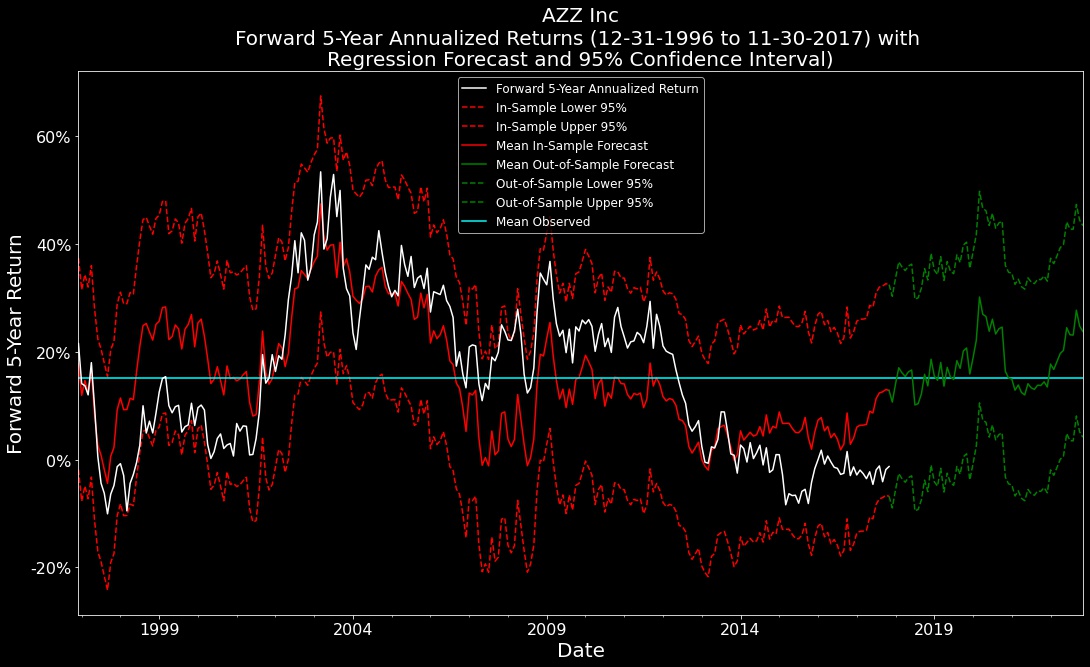 AZZ Inc
Forward 5-Year Annualized Returns (12-31-1996 to 11-30-2017) with
Regression Forecast and 95% Confidence Interval)
Forward 5-Year Annualized Return
In-Sample Lower 95%
In-Sample Upper 95%
Mean In-Sample Forecast
Mean Out-of-Sample Forecast
Out-of-Sample Lower 95%
Out-of-Sample Upper 95%
Mean Observed
Forward 5-Year Return
60%
40%
20%
0%
-20%
1999 2004 2009 2014 2019
Date